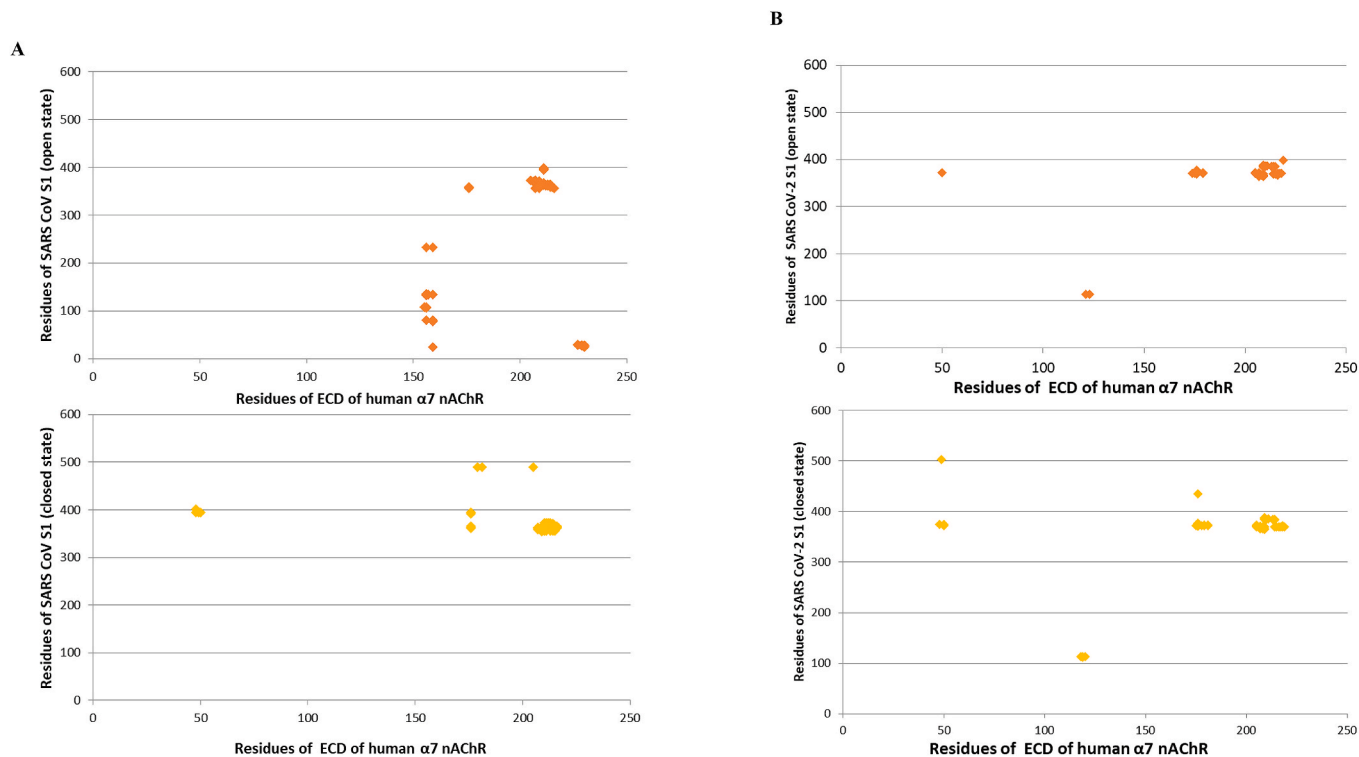 A
Residues of SARS CoV S1 (open state)
600
500
400
300
200
100
0
0 50 100 150 200 250
Residues of ECD of human α7 nAChR
Residues of SARS CoV S1 (closed state)
600
500
400
300
200
100
0
0 50 100 150 200 250
Residues of ECD of human α7 nAChR
B
Residues of SARS CoV-2 S1 (open state)
600
500
400
300
200
100
0
0 50 100 150 200 250
Residues of ECD of human α7 nAChR
Residues of SARS CoV-2 S1 (closed state)
600
500
400
300
200
100
0
0 50 100 150 200 250
Residues of ECD of human α7 nAChR